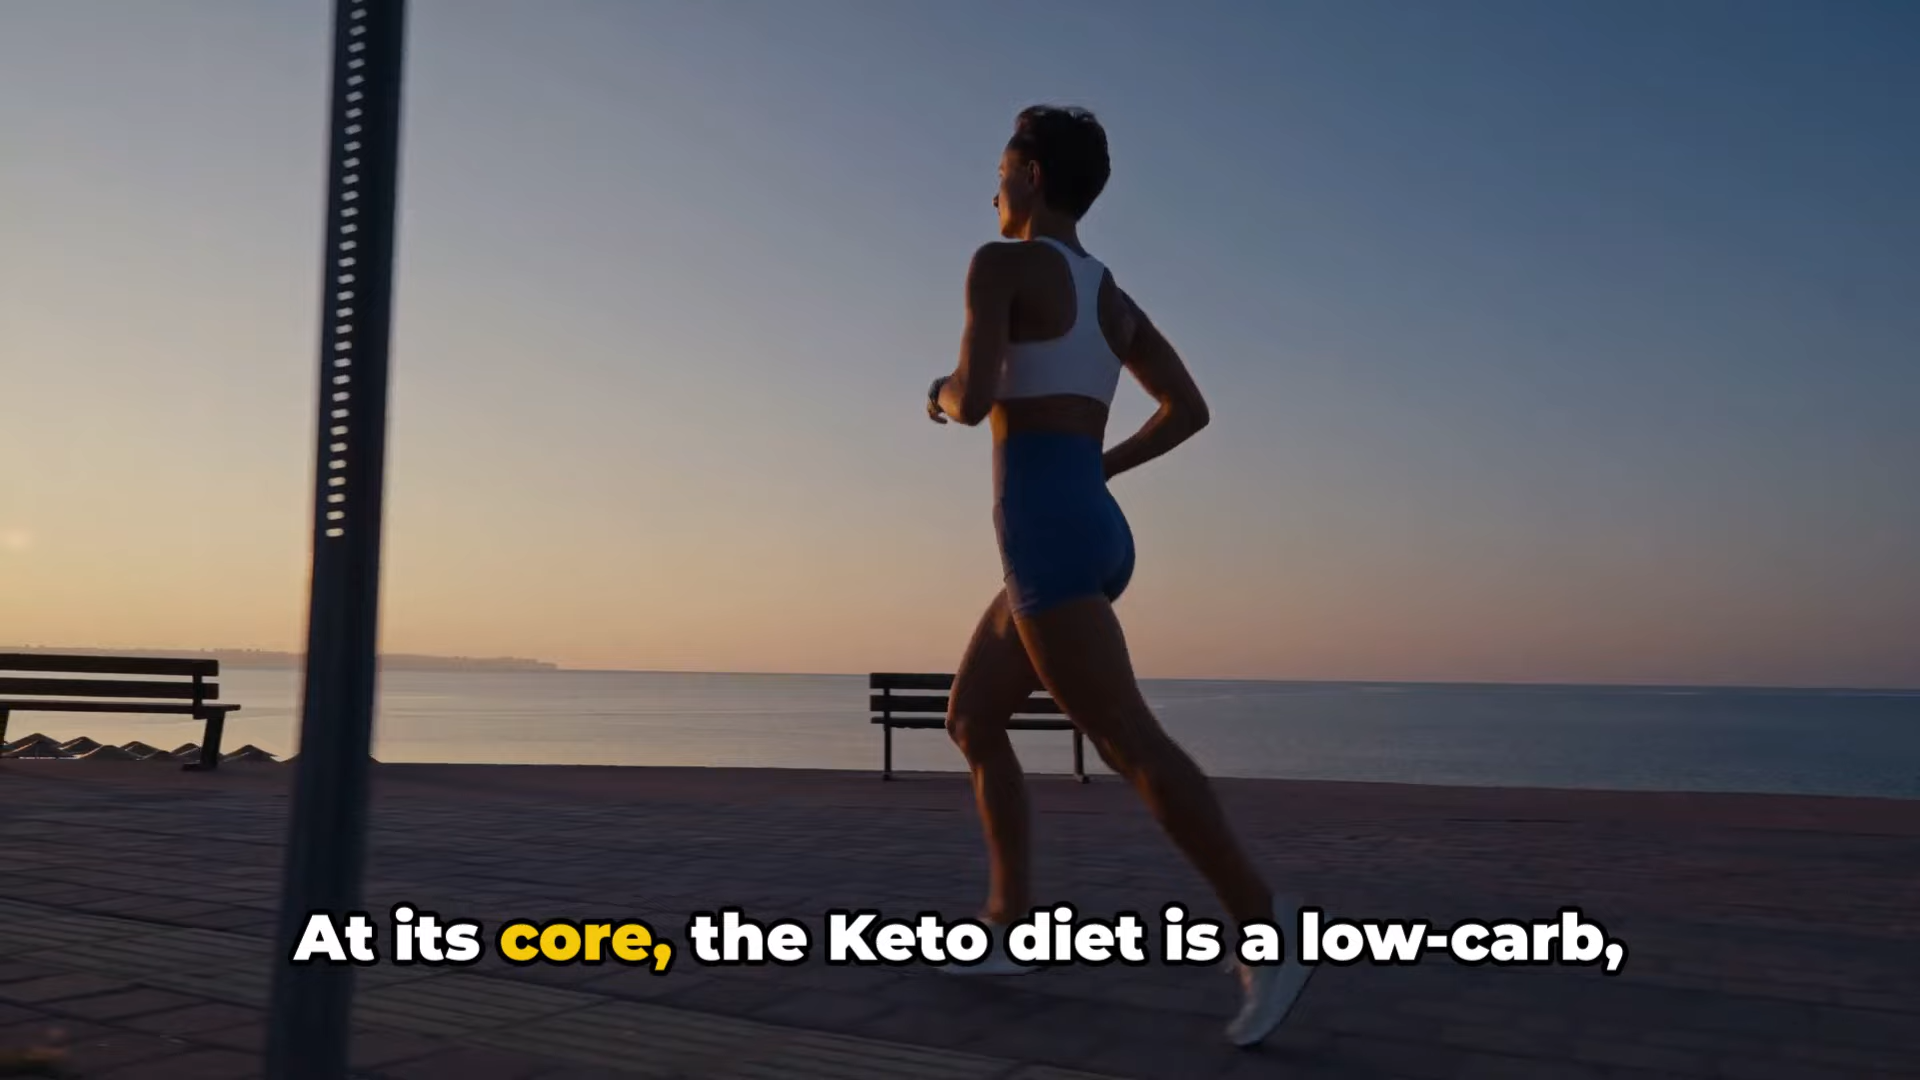 At its core, the Keto diet is a low-carb,